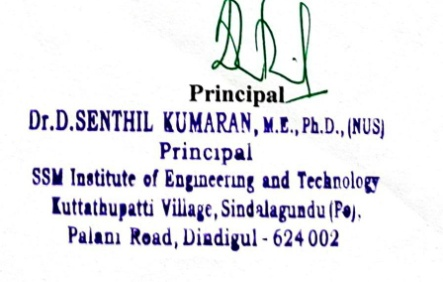 Principal
Dr.D.SENTHIL KUMARAN, M.E., Ph.D., (NUS)
Principal
SSM Institute of Engineering and Technology
Kuttathupatti Village, Sindalagundu (Po),
Palani Road, Dindigul - 624 002